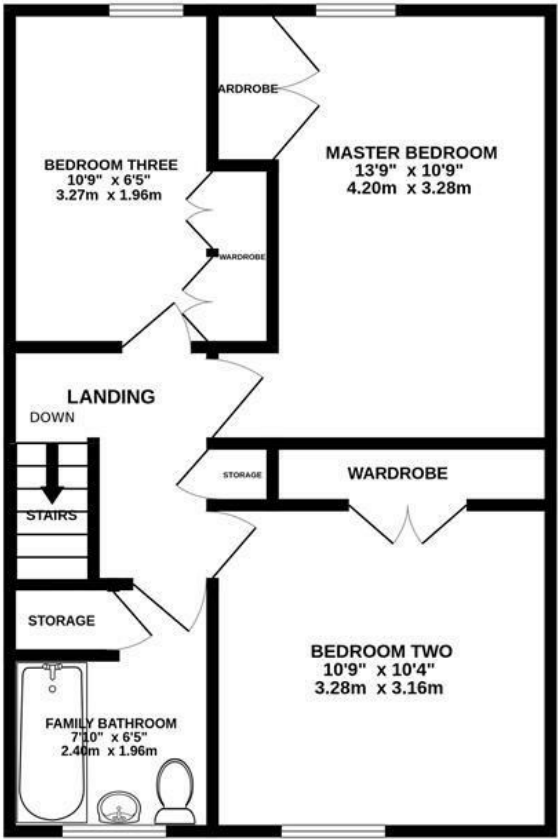 ARDROBE
MASTER BEDROOM
13'9" x 10'9"
4.20m x 3.28m
BEDROOM THREE
10'9" x 6'5"
3.27m x 1.96m
WARDROBE
LANDING
DOWN
STORAGE
WARDROBE
STAIRS
STORAGE
BEDROOM TWO
10'9" x 10'4"
3.28m x 3.16m
FAMILY BATHROOM
7'10" x 6'5"
2.40m x 1.96m